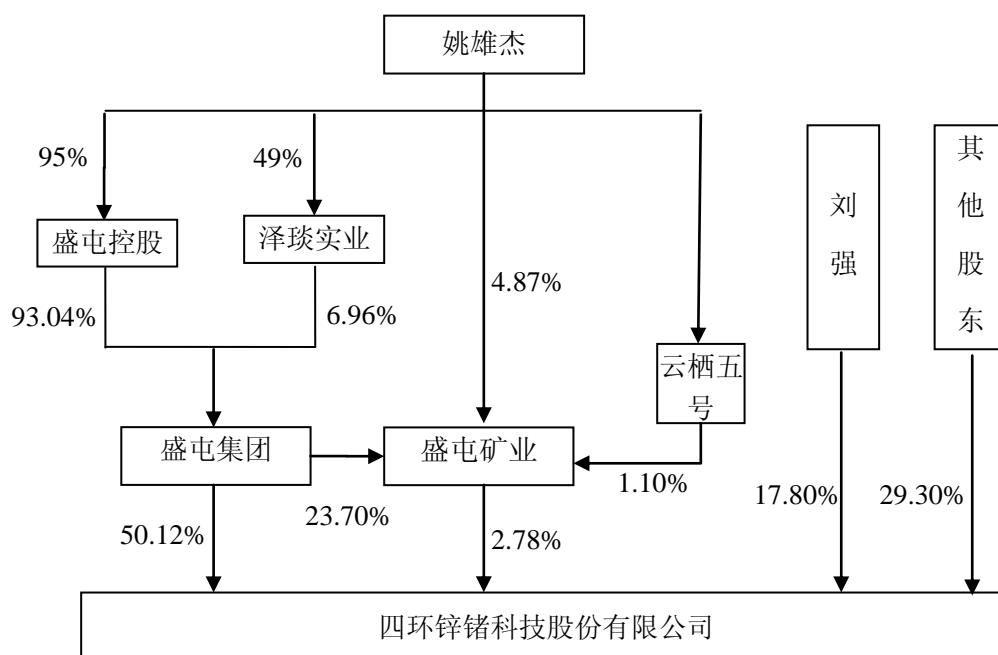 姚雄杰
95%
49%
盛屯控股
泽琰实业
4.87%
93.04%
6.96%
刘
强
其
他
股
东
云栖五
号
盛屯集团
盛屯矿业
1.10%
23.70%
50.12%
2.78%
17.80%
29.30%
四环锌锗科技股份有限公司